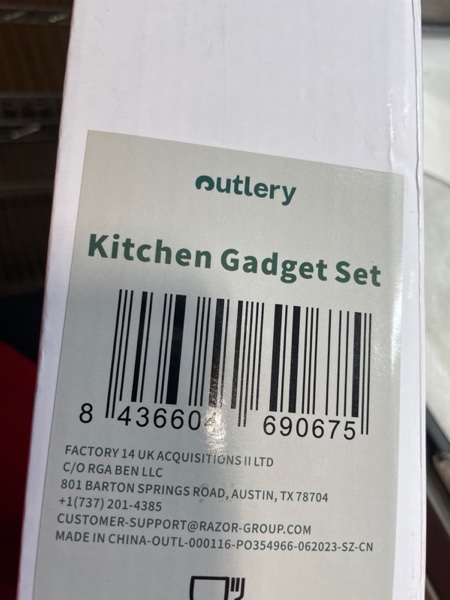 outlery
Kitchen Gadget Set
8 436604 690675
FACTORY 14 UK ACQUISITIONS II LTD
C/O RGA BEN LLC
801 BARTON SPRINGS ROAD, AUSTIN, TX 78704
+1(737) 201-4385
CUSTOMER-SUPPORT@RAZOR-GROUP.COM
MADE IN CHINA-OUTL-000116-PO354966-062023-SZ-CN